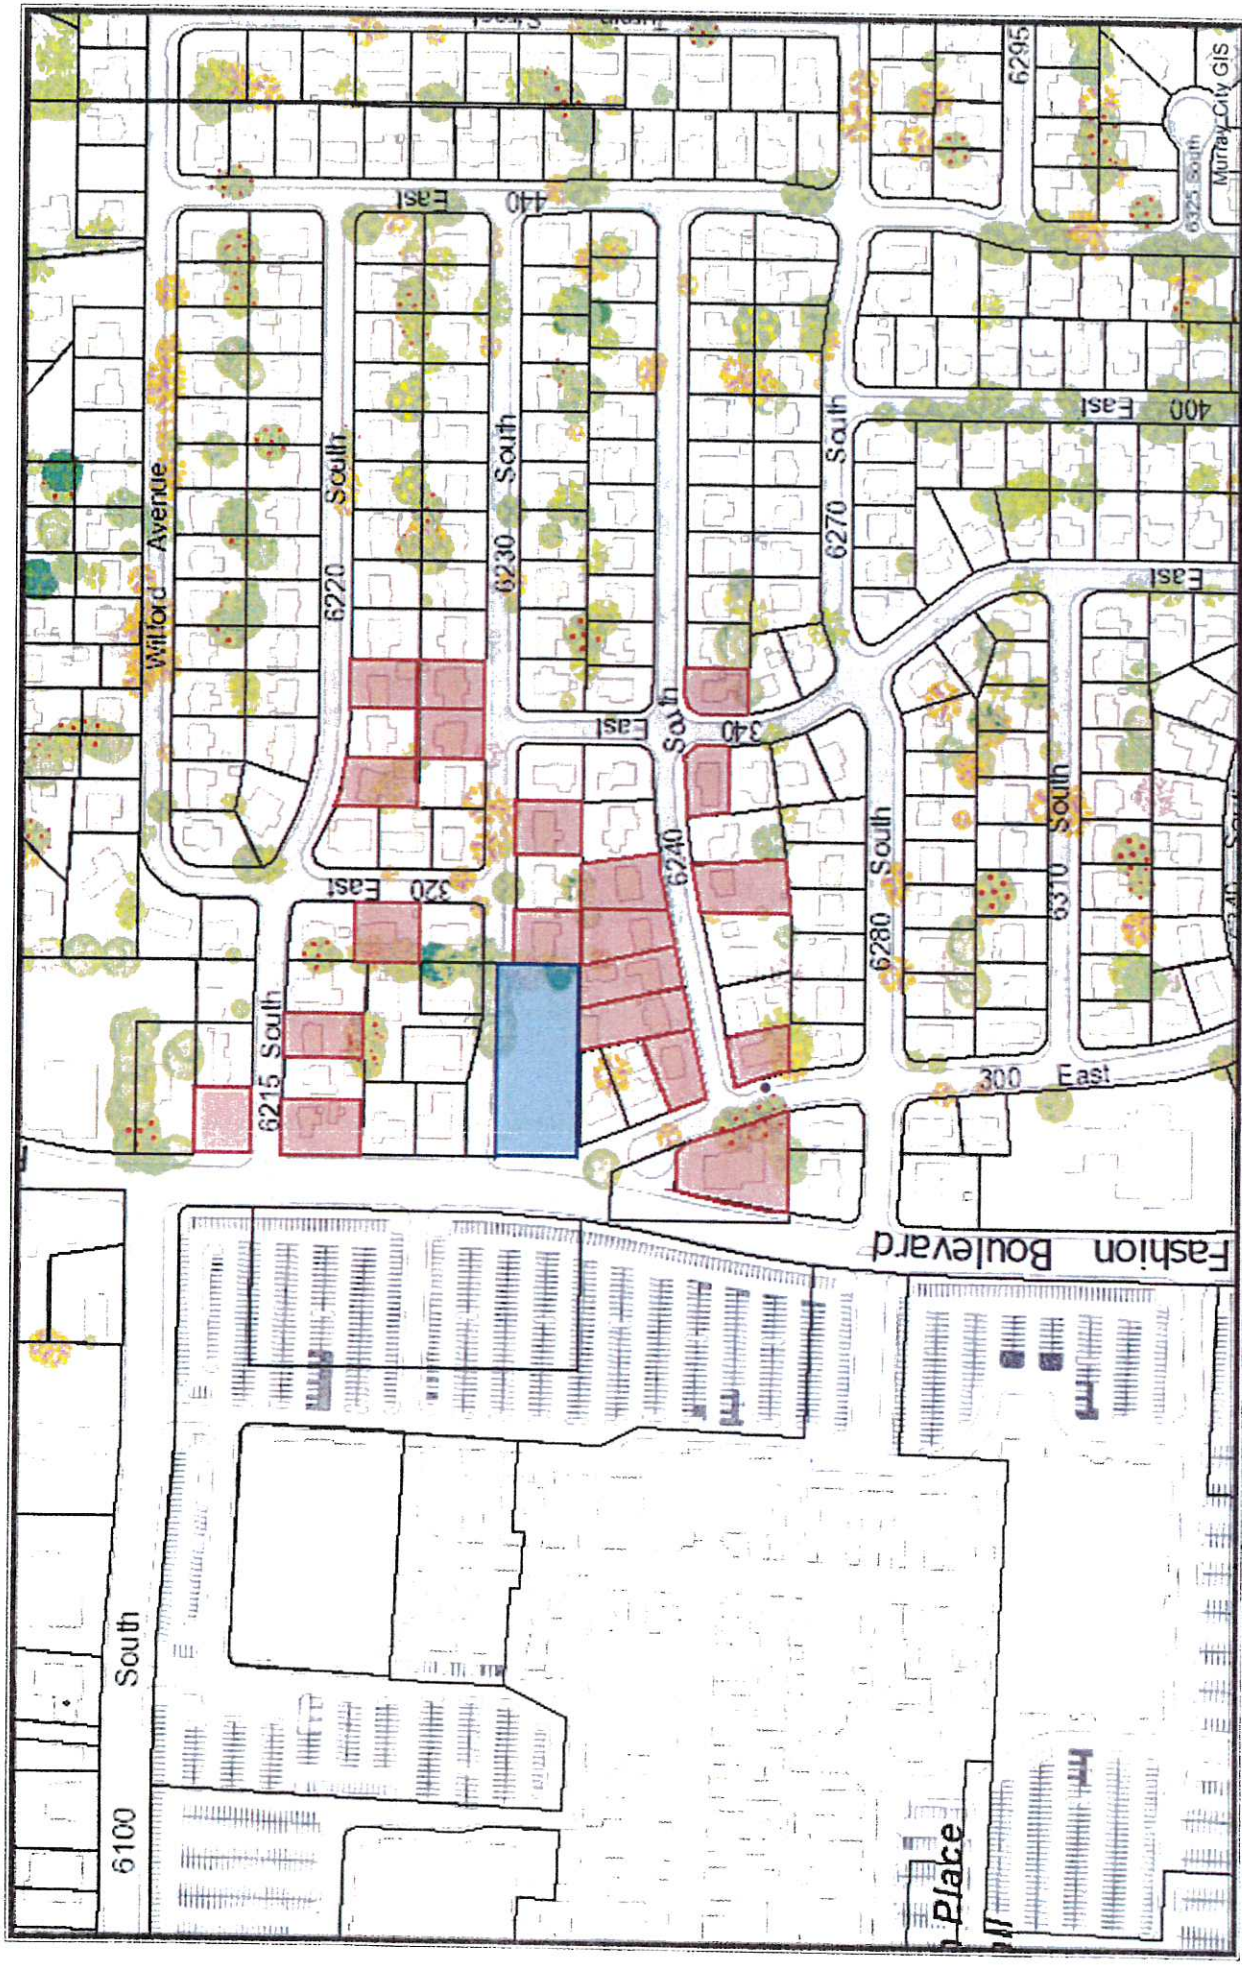 Turpin Street
6295
6325 South
Murray City GIS
440 East
Wilford Avenue
6220 South
6230 South
6270 South
400 East
East
340 East
6240 South
320 East
6280 South
6310 South
6215 South
300 East
Fashion Boulevard
6100 South
Place